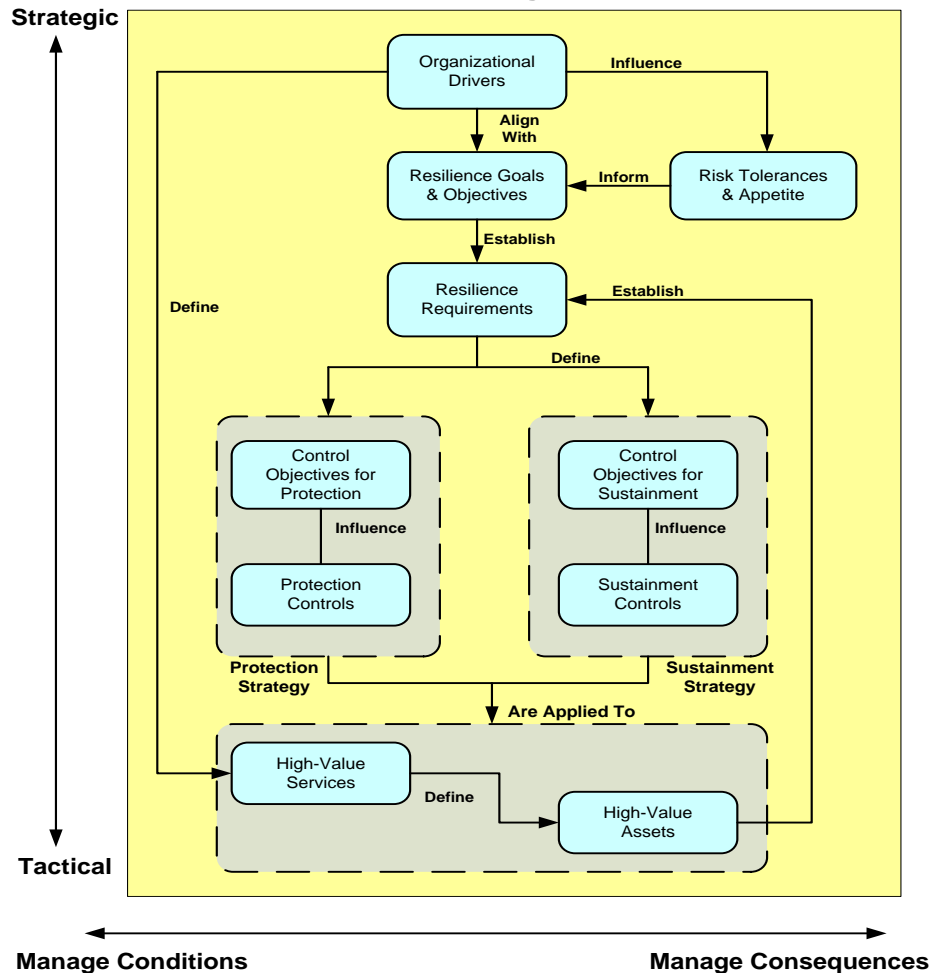 Strategic
Organizational
Drivers
Influence
Align
With
Resilience Goals
& Objectives
Inform
Risk Tolerances
& Appetite
Establish
Resilience
Requirements
Establish
Define
Define
Control
Objectives for
Protection
Control
Objectives for
Sustainment
Influence
Influence
Protection
Controls
Sustainment
Controls
Protection
Strategy
Sustainment
Strategy
Are Applied To
High-Value
Services
Define
High-Value
Assets
Tactical
Manage Conditions
Manage Consequences